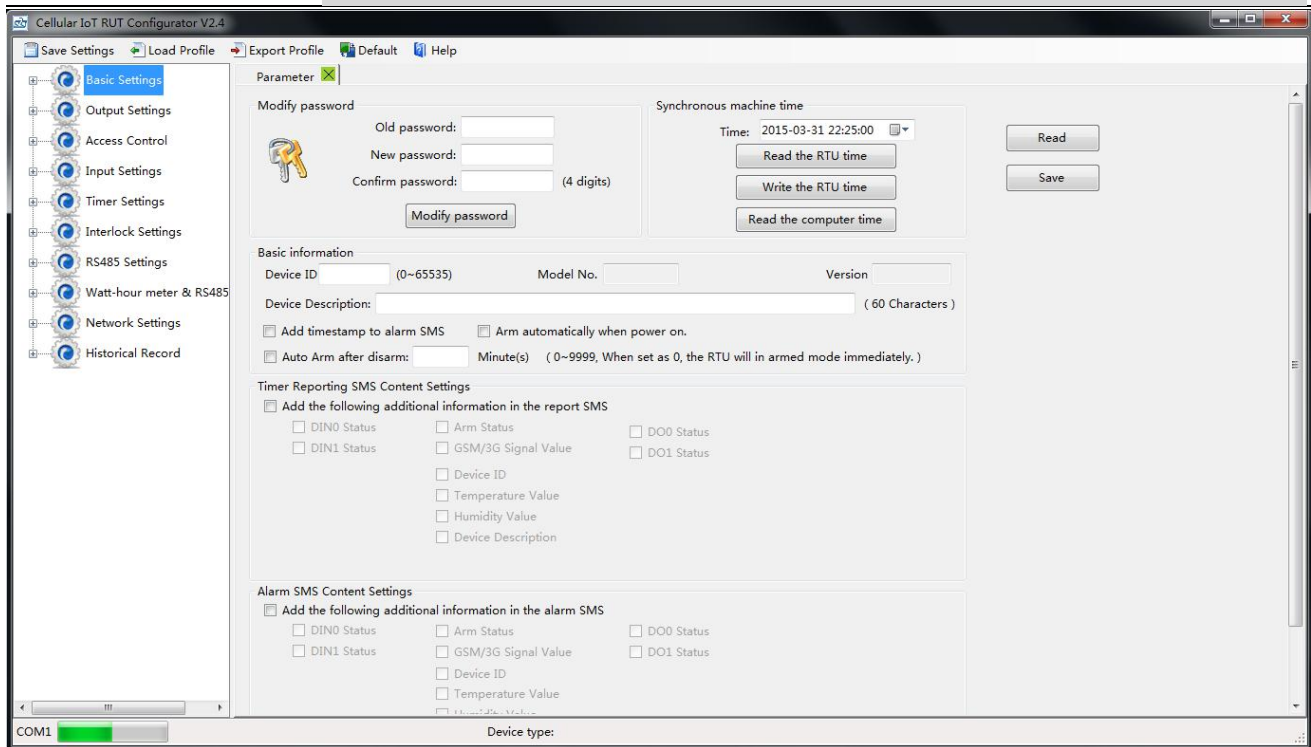 Cellular IoT RUT Configurator V2.4
Save Settings Load Profile Export Profile Default Help
Basic Settings
Output Settings
Access Control
Input Settings
Timer Settings
Interlock Settings
RS485 Settings
Watt-hour meter & RS485
Network Settings
Historical Record
Parameter
Modify password
Old password:
New password:
Confirm password: (4 digits)
Modify password
Synchronous machine time
Time: 2015-03-31 22:25:00
Read the RTU time
Write the RTU time
Read the computer time
Read
Save
Basic information
Device ID (0~65535) Model No. Version
Device Description: ( 60 Characters )
Add timestamp to alarm SMS Arm automatically when power on.
Auto Arm after disarm: Minute(s) ( 0~9999, When set as 0, the RTU will in armed mode immediately. )
Timer Reporting SMS Content Settings
Add the following additional information in the report SMS
DIN0 Status Arm Status DO0 Status
DIN1 Status GSM/3G Signal Value DO1 Status
Device ID
Temperature Value
Humidity Value
Device Description
Alarm SMS Content Settings
Add the following additional information in the alarm SMS
DIN0 Status Arm Status DO0 Status
DIN1 Status GSM/3G Signal Value DO1 Status
Device ID
Temperature Value
Humidity Value
COM1 Device type: